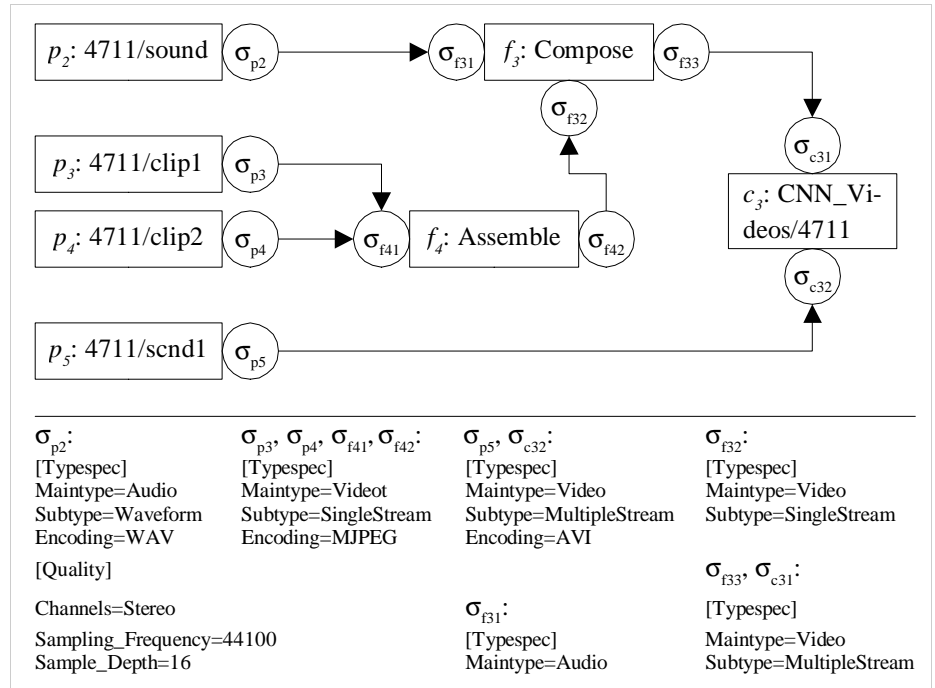 p2: 4711/sound σp2 σf31 f3: Compose σf33
σf32
σc31
p3: 4711/clip1 σp3
c3: CNN_Vi-
deos/4711
p4: 4711/clip2 σp4 σf41 f4: Assemble σf42
σc32
p5: 4711/scnd1 σp5
σp2:
[Typespec]
Maintype=Audio
Subtype=Waveform
Encoding=WAV
[Quality]
Channels=Stereo
Sampling_Frequency=44100
Sample_Depth=16
σp3, σp4, σf41, σf42:
[Typespec]
Maintype=Videot
Subtype=SingleStream
Encoding=MJPEG
σp5, σc32:
[Typespec]
Maintype=Video
Subtype=MultipleStream
Encoding=AVI
σf31:
[Typespec]
Maintype=Audio
σf32:
[Typespec]
Maintype=Video
Subtype=SingleStream
σf33, σc31:
[Typespec]
Maintype=Video
Subtype=MultipleStream